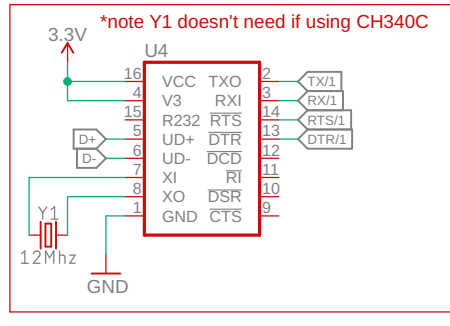 *note Y1 doesn't need if using CH340C
3.3V
U4
16 VCC TXO 2 TX/1
4 V3 RXI 3 RX/1
15 R232 RTS 14 RTS/1
D+ 5 UD+ DTR 13 DTR/1
D- 6 UD- DCD 12
7 XI RI 11
8 XO DSR 10
1 GND CTS 9
Y1
12Mhz
GND